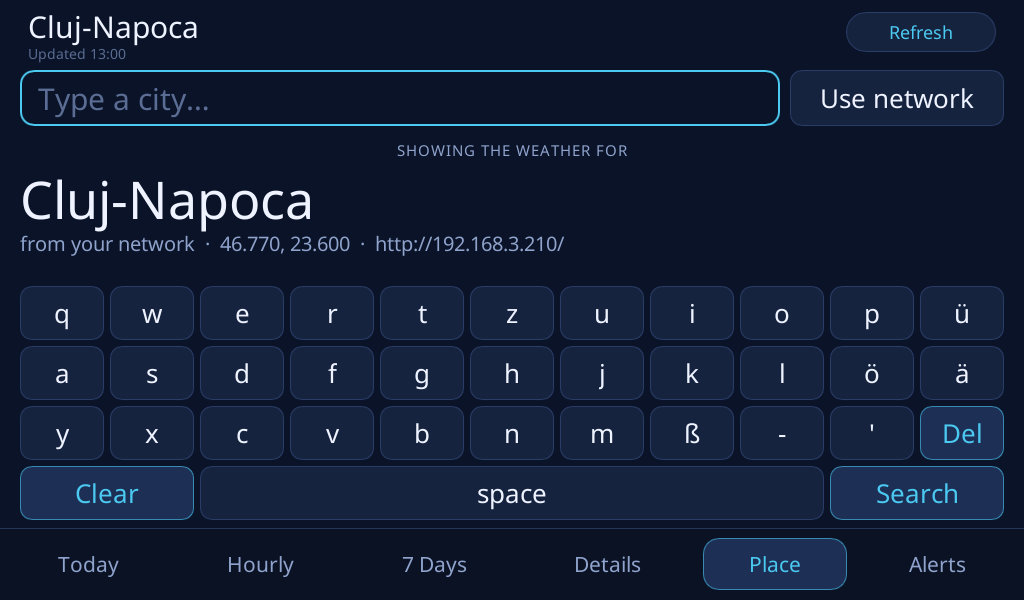 Cluj-Napoca
Updated 13:00
Refresh
Type a city...
Use network
SHOWING THE WEATHER FOR
Cluj-Napoca
from your network · 46.770, 23.600 · http://192.168.3.210/
q w e r t z u i o p ü
a s d f g h j k l ö ä
y x c v b n m ß - ' Del
Clear space Search
Today Hourly 7 Days Details Place Alerts